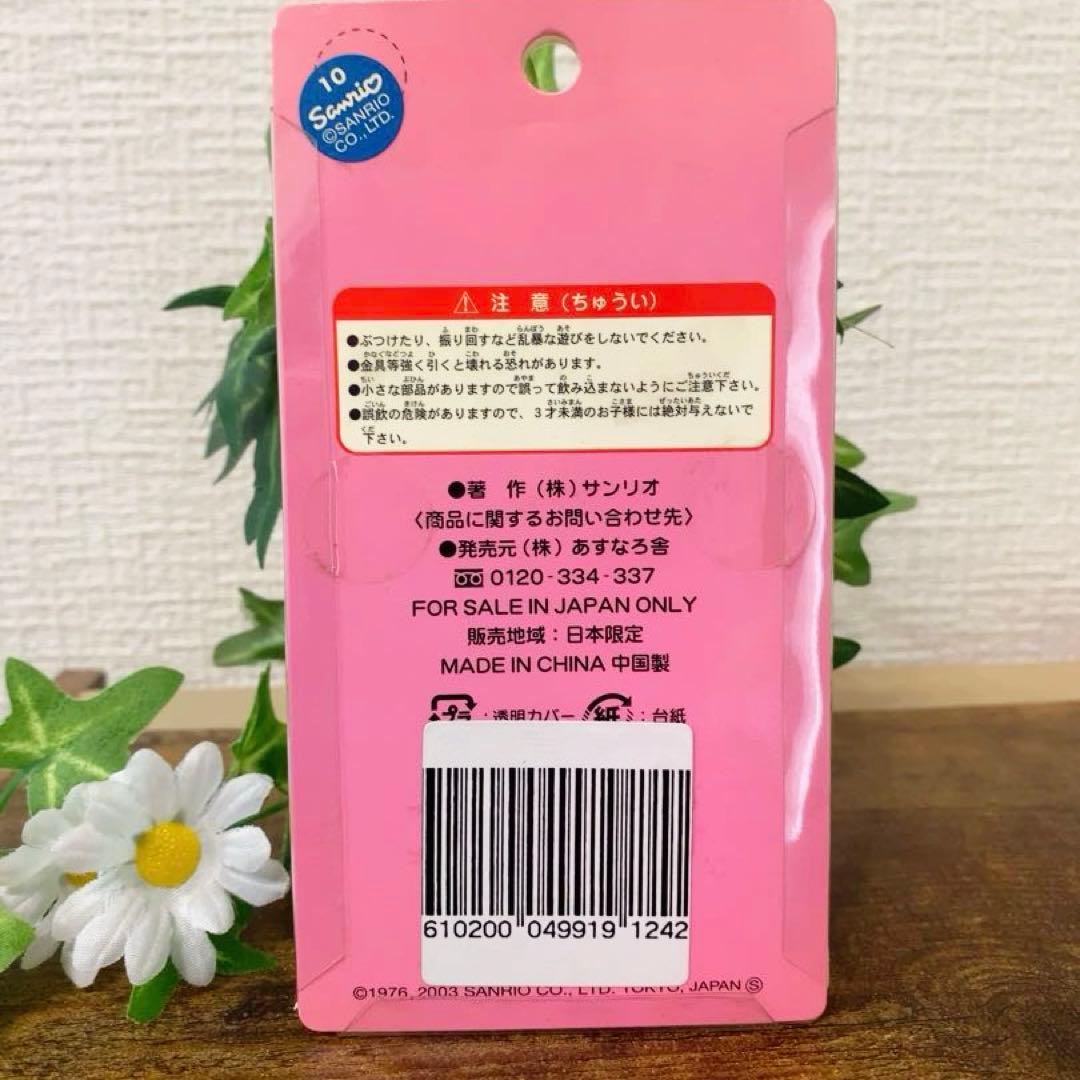 10
Sanrio
©SANRIO
CO., LTD.
⚠ 注 意 (ちゅうい)
●ぶつけたり、振り回すなど乱暴な遊びをしないでください。
●金具等強く引くと壊れる恐れがあります。
●小さな部品がありますので誤って飲み込まないようにご注意下さい。
●誤飲の危険がありますので、3才未満のお子様には絶対与えないで
下さい。
●著 作 (株) サンリオ
〈商品に関するお問い合わせ先〉
●発売元 (株) あすなろ舎
0120-334-337
FOR SALE IN JAPAN ONLY
販売地域:日本限定
MADE IN CHINA 中国製
プラ:透明カバー 紙:台紙
610200 049919 1242
©1976, 2003 SANRIO CO., LTD. TOKYO, JAPAN Ⓢ